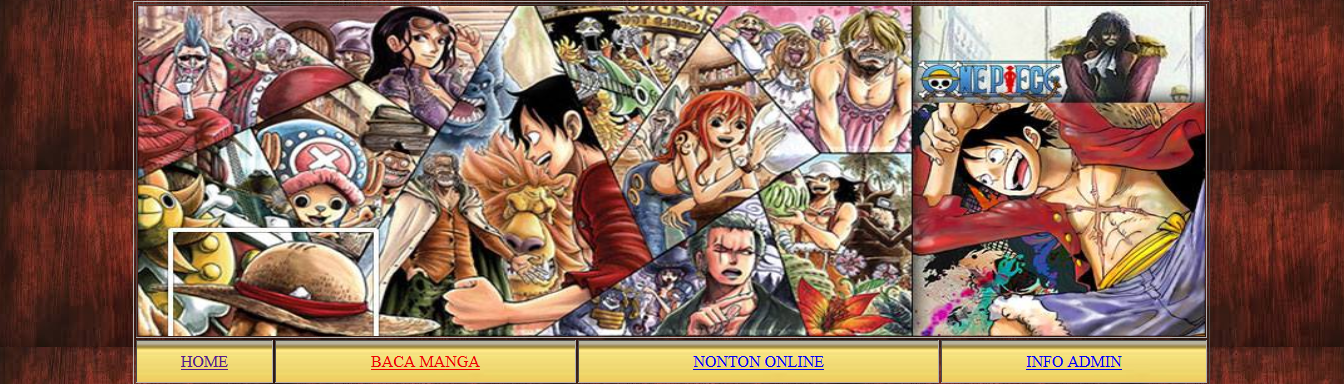 ONE PIECE
HOME
BACA MANGA
NONTON ONLINE
INFO ADMIN